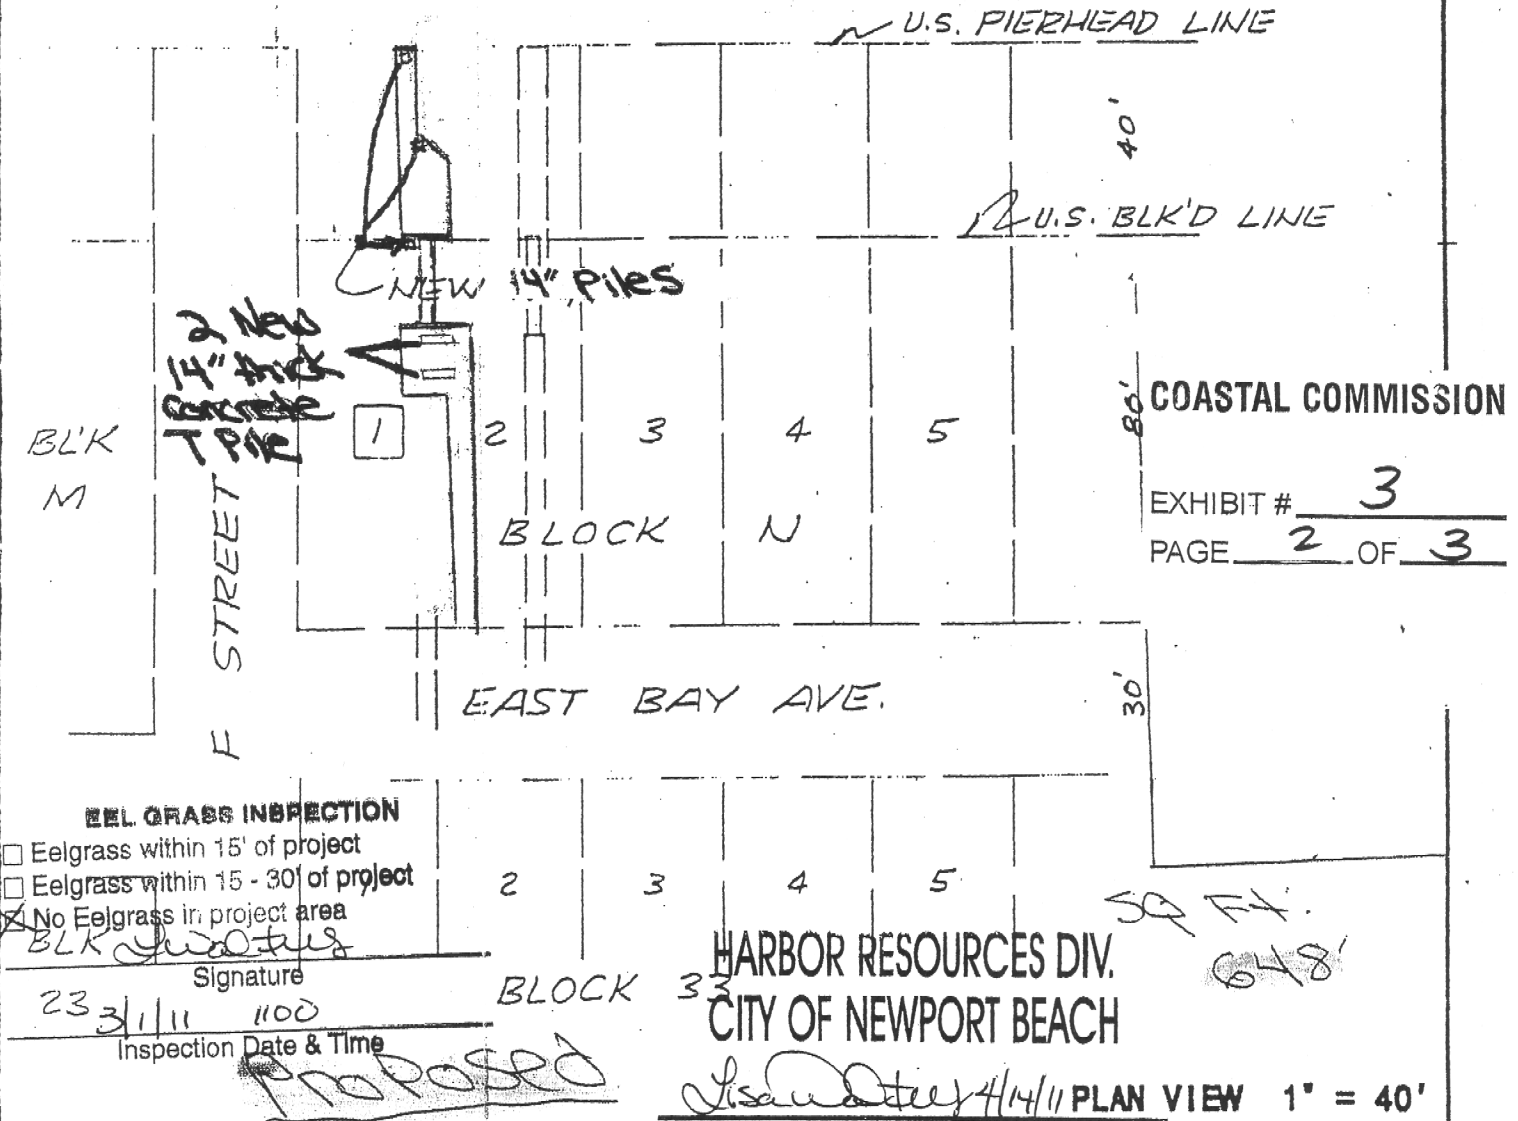 U.S. PIERHEAD LINE
40'
U.S. BLK'D LINE
NEW 14" Piles
2 New
14" thick
Concrete
T Pile
BL'K
M
1
2
3
4
5
80'
COASTAL COMMISSION
EXHIBIT # 3
PAGE 2 OF 3
BLOCK N
F STREET
EAST BAY AVE.
30'
EEL GRASS INSPECTION
Eelgrass within 15' of project
Eelgrass within 15 - 30' of project
No Eelgrass in project area
BLK
Signature
23
3/1/11 1100
Inspection Date & Time
2
3
4
5
BLOCK 33
SQ Ft.
648'
HARBOR RESOURCES DIV.
CITY OF NEWPORT BEACH
Proposed
4/14/11
PLAN VIEW 1" = 40'